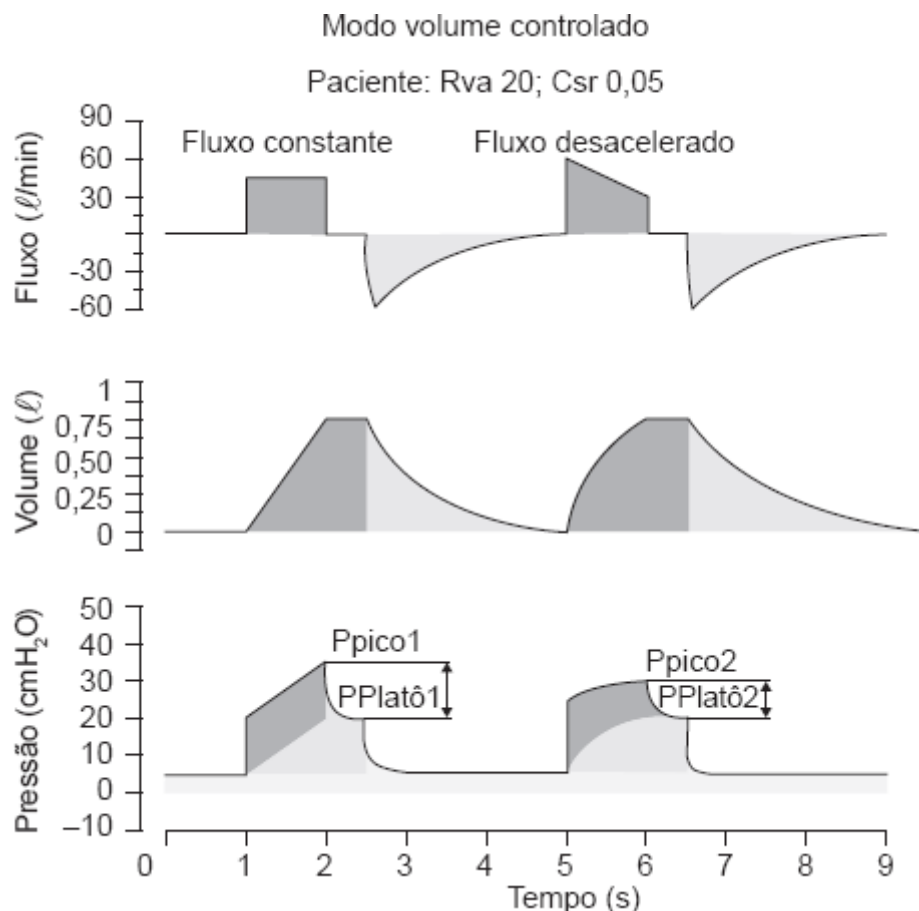 Modo volume controlado
Paciente: Rva 20; Csr 0,05
Fluxo (ℓ/min)
90
60
30
-30
-60
Fluxo constante
Fluxo desacelerado
Volume (ℓ)
1
0,75
0,50
0,25
0
Pressão (cmH₂O)
50
40
30
20
10
0
–10
Ppico1
PPlatô1
Ppico2
PPlatô2
0 1 2 3 4 5 6 7 8 9
Tempo (s)